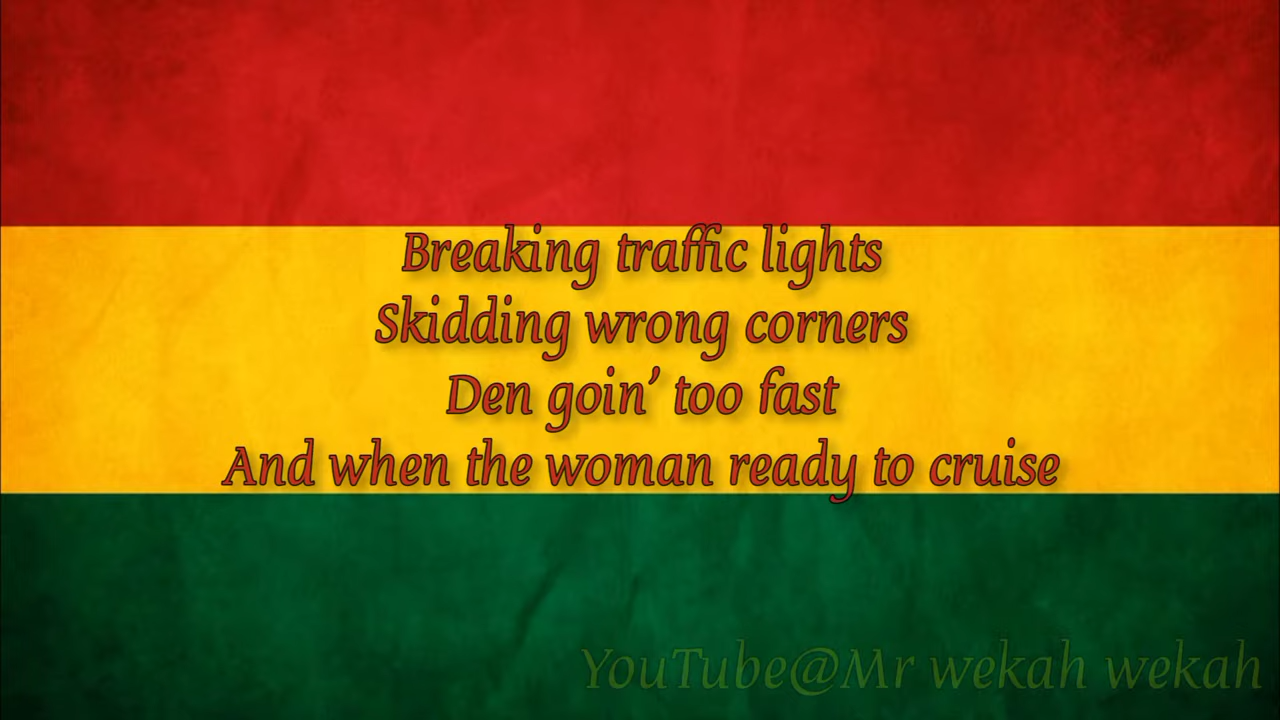 Breaking traffic lights
Skidding wrong corners
Den goin’ too fast
And when the woman ready to cruise
YouTube@Mr wekah wekah